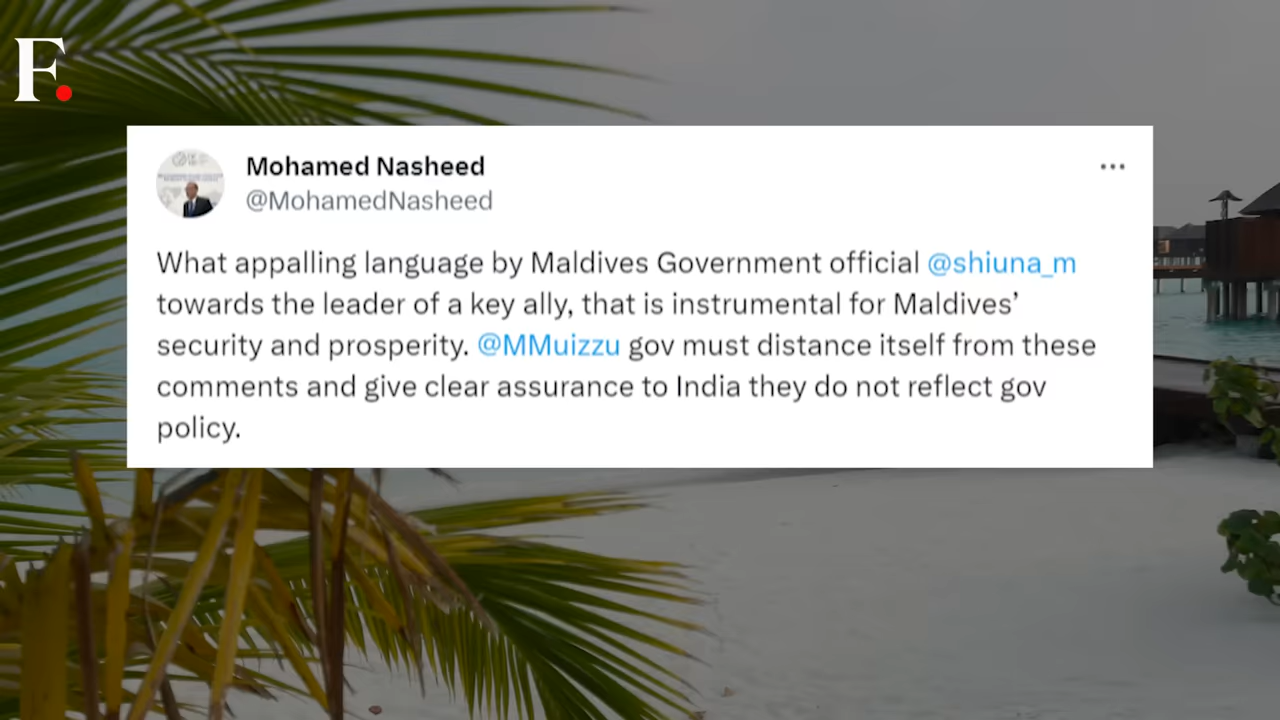 F.
Mohamed Nasheed
@MohamedNasheed
What appalling language by Maldives Government official @shiuna_m
towards the leader of a key ally, that is instrumental for Maldives’
security and prosperity. @MMuizzu gov must distance itself from these
comments and give clear assurance to India they do not reflect gov
policy.